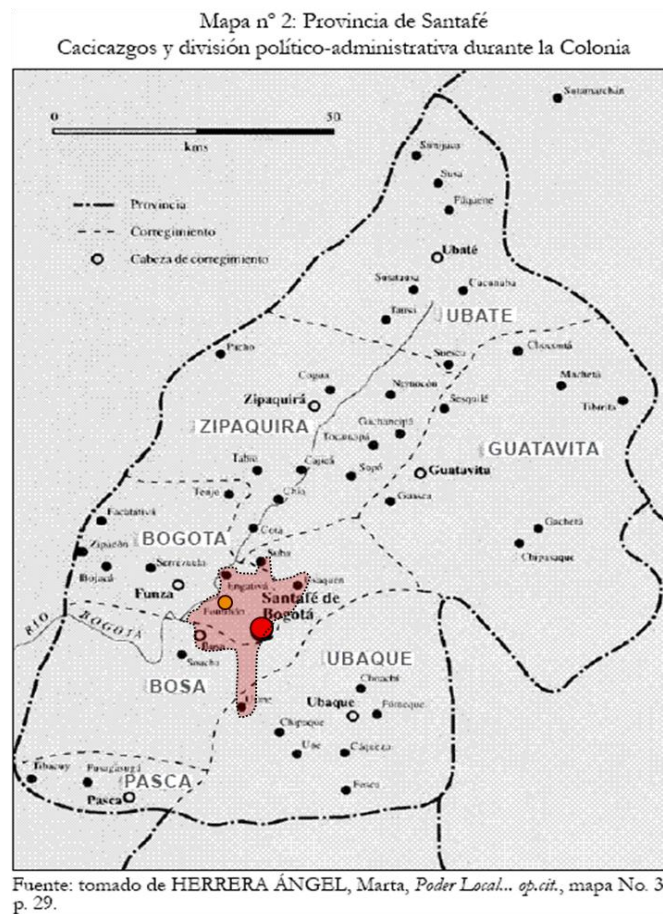 Mapa nº 2: Provincia de Santafé
Cacicazgos y división político-administrativa durante la Colonia
Sutamarchán
0 50
kms
Simijaca
Susa
Fúquene
Provincia
Corregimiento
Cabeza de corregimiento
Ubaté
Sutatausa
Cucunubá
Tausa
UBATE
Pacho
Suesca
Chocontá
Cogua
Nemocón
Machetá
Zipaquirá
Sesquilé
Tibirita
ZIPAQUIRA
Gachancipá
Tocancipá
GUATAVITA
Tabio
Cajicá
Sopó
Guatavita
Tenjo
Chía
Guasca
Facatativá
Cota
Gachetá
BOGOTA
Zipacón
Suba
Chipasaque
Bojacá
Serrezuela
Engativá
Usaquén
Funza
Fontibón
Santafé de
Bogotá
RIO BOGOTÁ
Bosa
Soacha
UBAQUE
BOSA
Choachí
Usme
Ubaque
Fómeque
Chipaque
Une
Cáqueza
Tibacuy
Fusagasugá
PASCA
Fosca
Pasca
Fuente: tomado de HERRERA ÁNGEL, Marta, Poder Local... op.cit., mapa No. 3
p. 29.